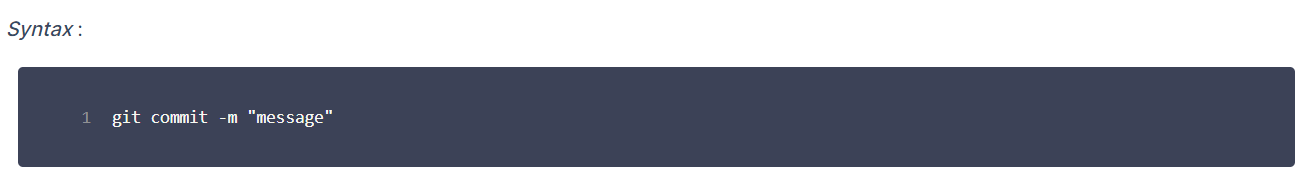 Syntax :
1 git commit -m "message"